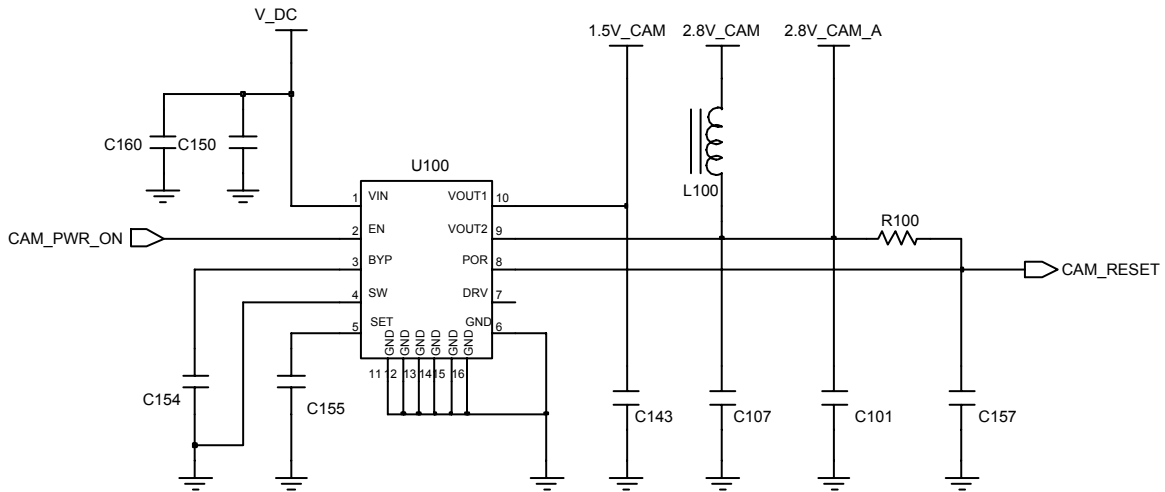 V_DC
1.5V_CAM 2.8V_CAM 2.8V_CAM_A
C160 C150
U100
L100
1 VIN VOUT1 10
R100
CAM_PWR_ON 2 EN VOUT2 9
3 BYP POR 8 CAM_RESET
4 SW DRV 7
5 SET GND 6
GND GND GND GND GND GND
11 12 13 14 15 16
C154 C155 C143 C107 C101 C157